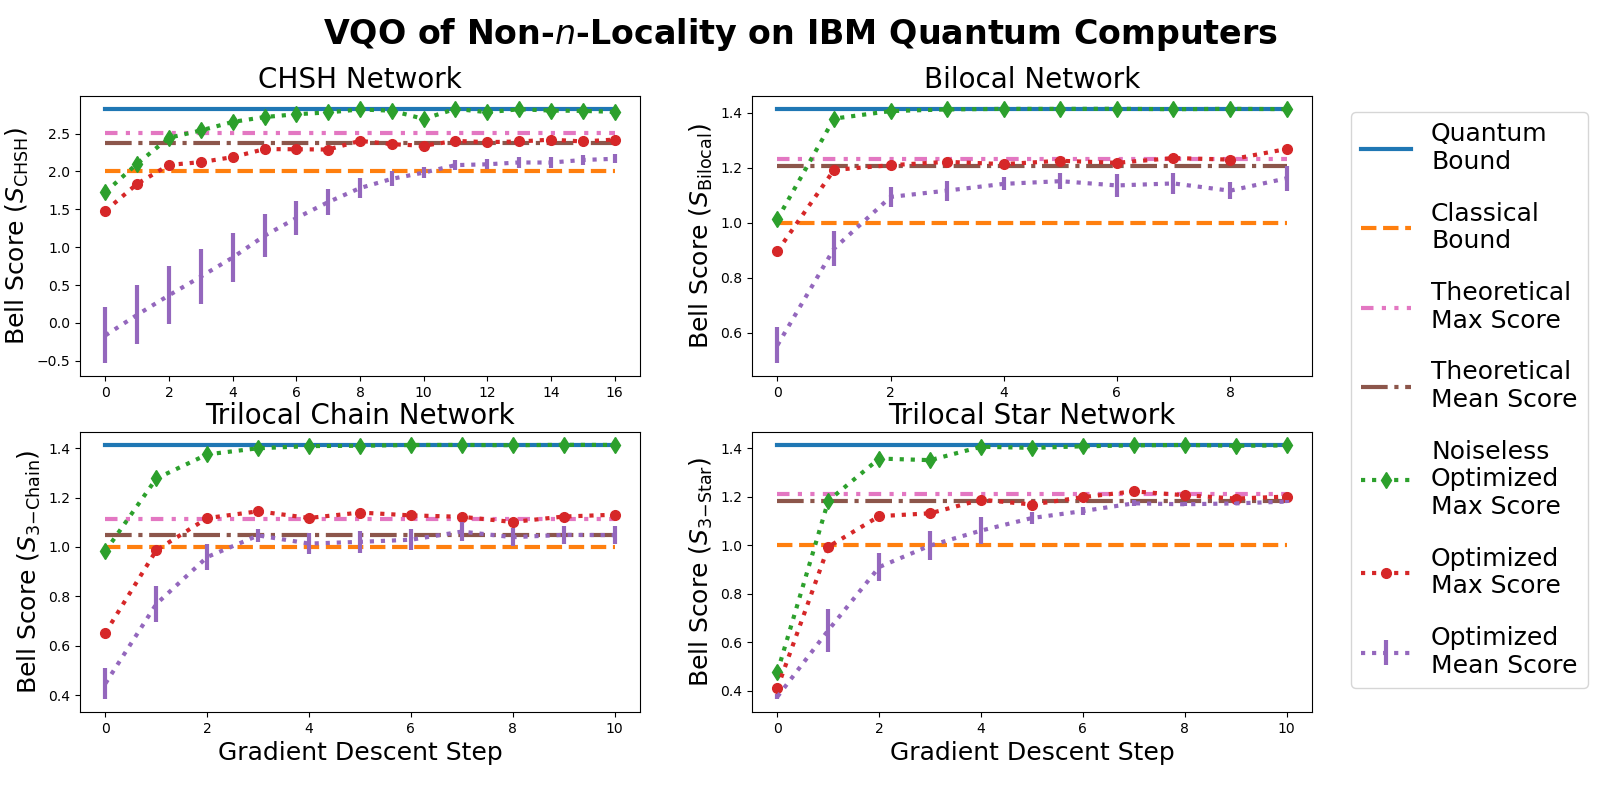 VQO of Non-n-Locality on IBM Quantum Computers
CHSH Network
Bell Score (S_CHSH)
2.5
2.0
1.5
1.0
0.5
0.0
−0.5
0 2 4 6 8 10 12 14 16
Bilocal Network
Bell Score (S_Bilocal)
1.4
1.2
1.0
0.8
0.6
0 2 4 6 8
Trilocal Chain Network
Bell Score (S_3−Chain)
1.4
1.2
1.0
0.8
0.6
0.4
0 2 4 6 8 10
Gradient Descent Step
Trilocal Star Network
Bell Score (S_3−Star)
1.4
1.2
1.0
0.8
0.6
0.4
0 2 4 6 8 10
Gradient Descent Step
Quantum
Bound
Classical
Bound
Theoretical
Max Score
Theoretical
Mean Score
Noiseless
Optimized
Max Score
Optimized
Max Score
Optimized
Mean Score